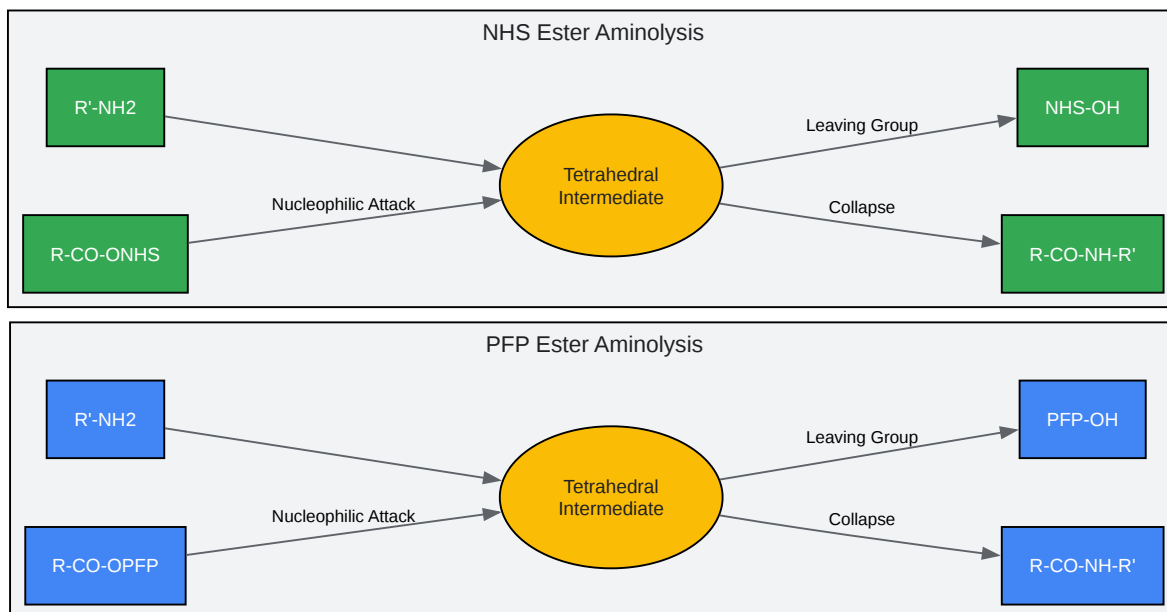 NHS Ester Aminolysis
R'-NH2
Leaving Group
NHS-OH
Tetrahedral
Intermediate
Nucleophilic Attack
Collapse
R-CO-ONHS
R-CO-NH-R'
PFP Ester Aminolysis
R'-NH2
Leaving Group
PFP-OH
Tetrahedral
Intermediate
Nucleophilic Attack
Collapse
R-CO-OPFP
R-CO-NH-R'